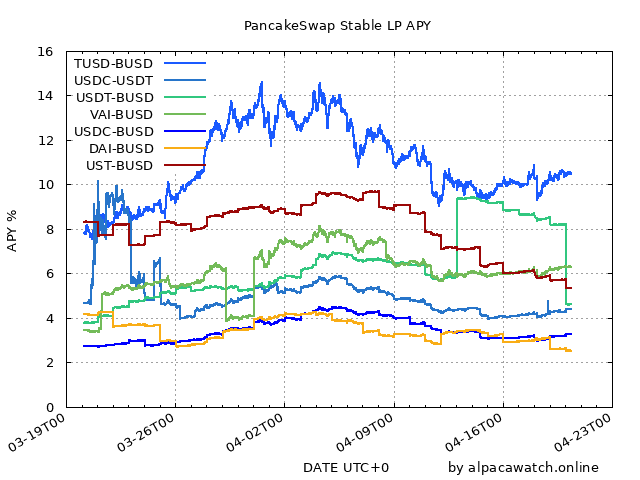 PancakeSwap Stable LP APY
16
14
12
10
8
6
4
2
0
APY %
TUSD-BUSD
USDC-USDT
USDT-BUSD
VAI-BUSD
USDC-BUSD
DAI-BUSD
UST-BUSD
03-19T00
03-26T00
04-02T00
04-09T00
04-16T00
04-23T00
DATE UTC+0
by alpacawatch.online